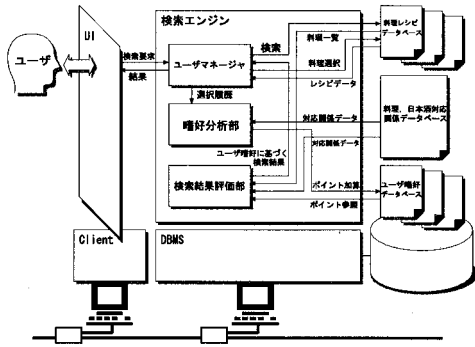 UI
検索エンジン
ユーザ
検索要求
結果
ユーザマネージャ
検索
料理一覧
料理選択
レシピデータ
料理レシピ
データベース
選択履歴
嗜好分析部
対応関係データ
対応関係データ
料理、日本酒対応
関係データベース
ユーザ嗜好に基づく
検索結果
検索結果評価部
ポイント加算
ポイント参照
ユーザ嗜好
データベース
Client
DBMS